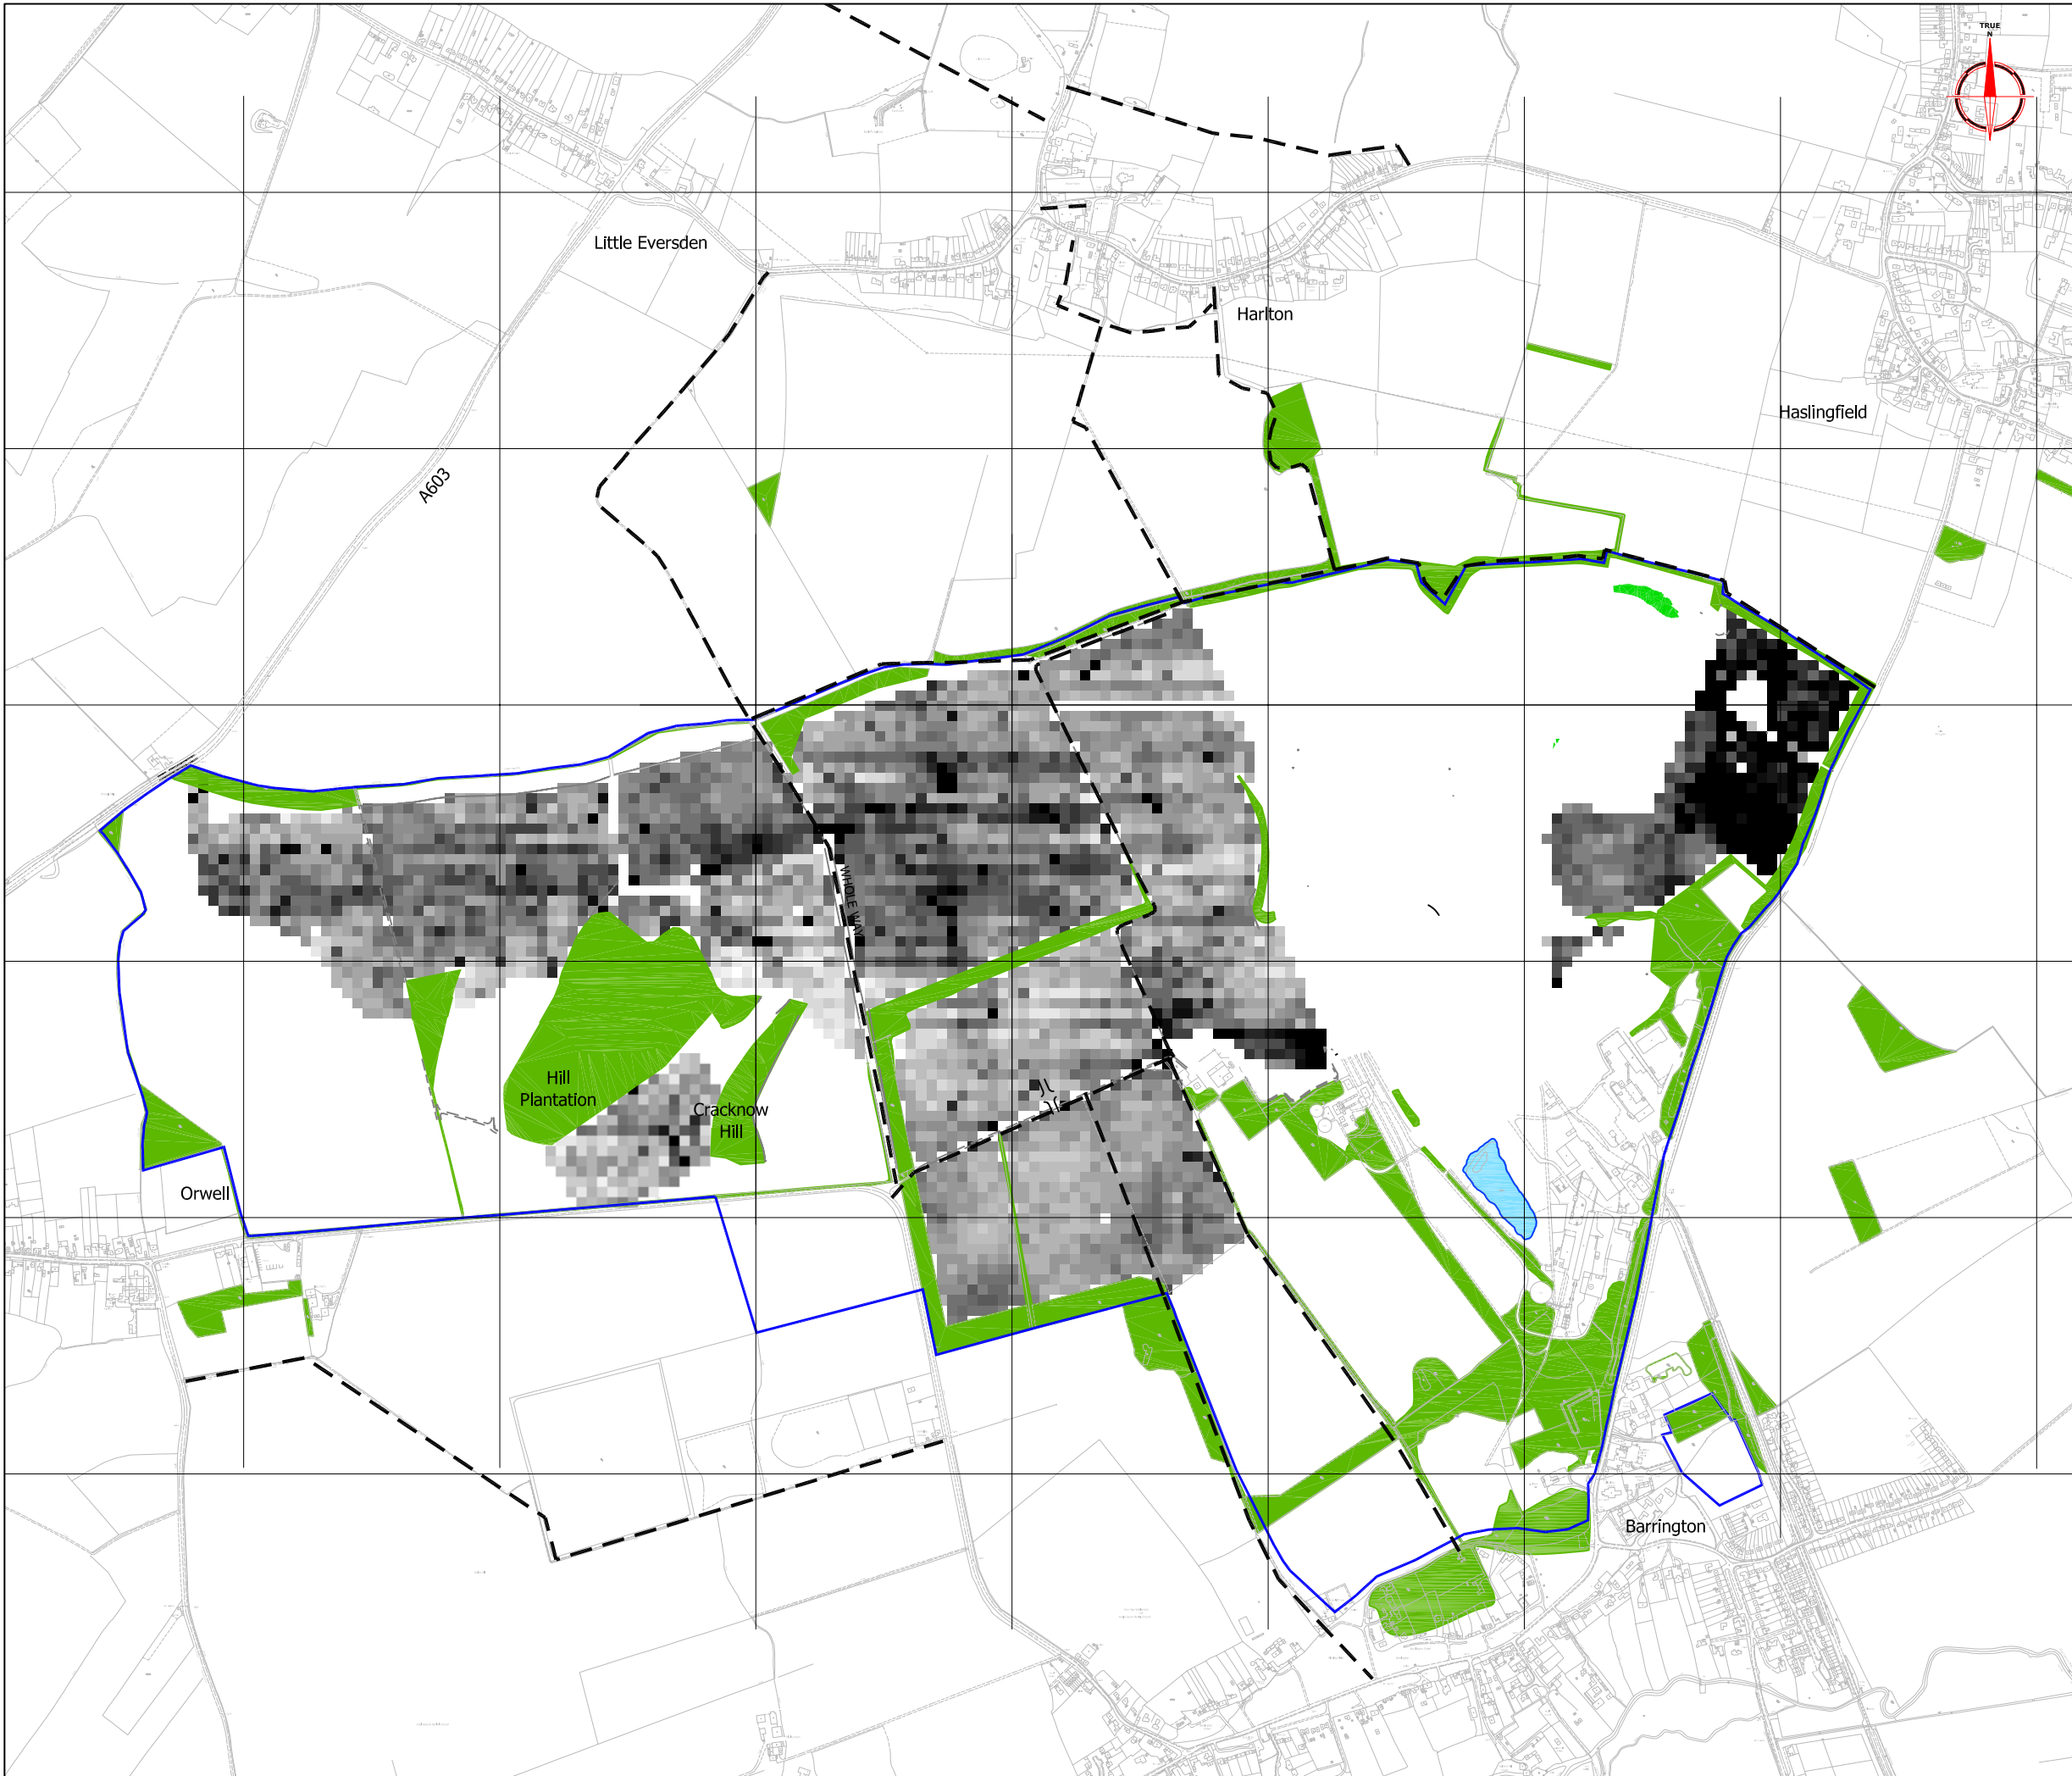 TRUE
N
Little Eversden
Harlton
Haslingfield
A603
WHOLE WAY
Hill
Plantation
Cracknow
Hill
Orwell
Barrington